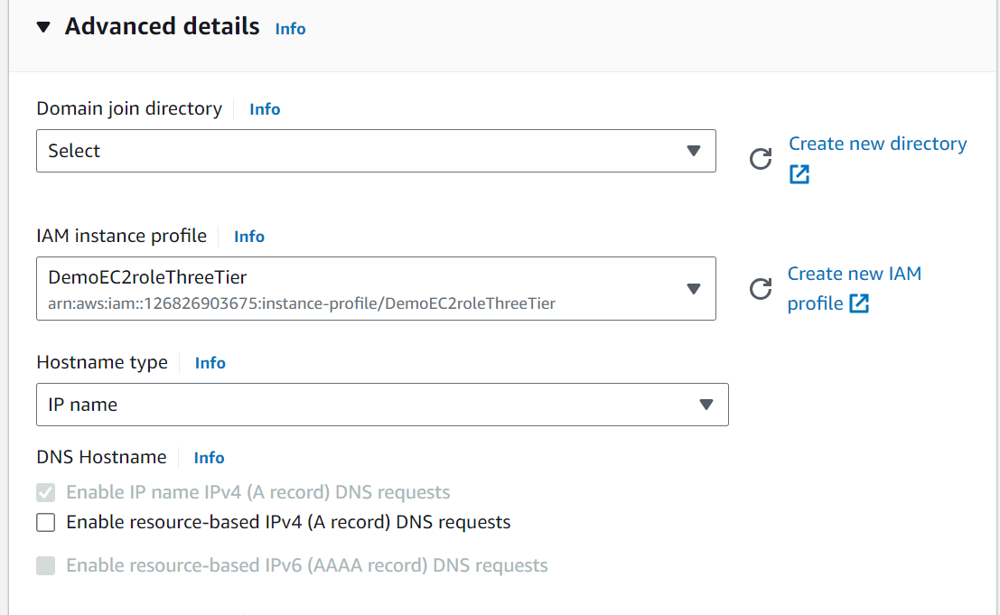 Advanced details Info
Domain join directory Info
Select
Create new directory
IAM instance profile Info
DemoEC2roleThreeTier
arn:aws:iam::126826903675:instance-profile/DemoEC2roleThreeTier
Create new IAM
profile
Hostname type Info
IP name
DNS Hostname Info
Enable IP name IPv4 (A record) DNS requests
Enable resource-based IPv4 (A record) DNS requests
Enable resource-based IPv6 (AAAA record) DNS requests